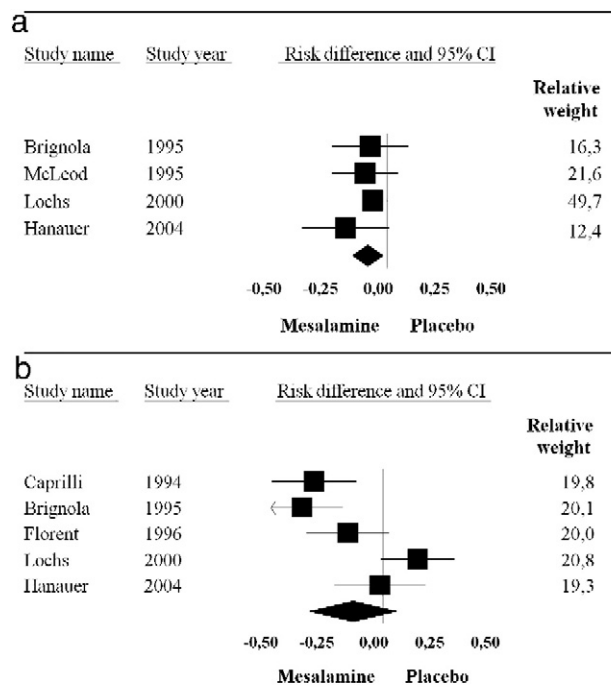 a
Study name Study year Risk difference and 95% CI
Relative
weight
Brignola 1995 16,3
McLeod 1995 21,6
Lochs 2000 49,7
Hanauer 2004 12,4
-0,50 -0,25 0,00 0,25 0,50
Mesalamine Placebo
b
Study name Study year Risk difference and 95% CI
Relative
weight
Caprilli 1994 19,8
Brignola 1995 20,1
Florent 1996 20,0
Lochs 2000 20,8
Hanauer 2004 19,3
-0,50 -0,25 0,00 0,25 0,50
Mesalamine Placebo